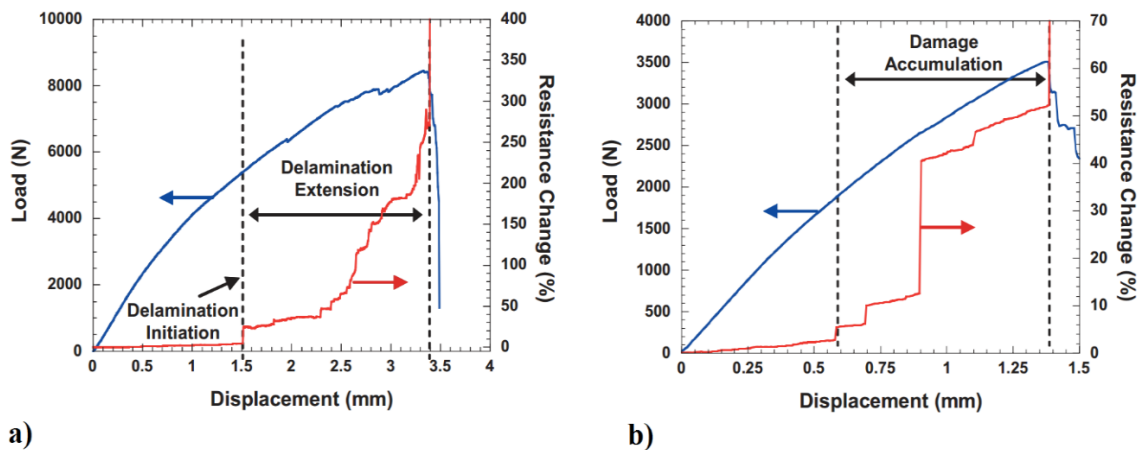 10000
8000
6000
4000
2000
0
Load (N)
400
350
300
250
200
150
100
50
0
Resistance Change (%)
Delamination
Extension
Delamination
Initiation
0 0.5 1 1.5 2 2.5 3 3.5 4
Displacement (mm)
a)
4000
3500
3000
2500
2000
1500
1000
500
0
Load (N)
70
60
50
40
30
20
10
0
Resistance Change (%)
Damage
Accumulation
0 0.25 0.5 0.75 1 1.25 1.5
Displacement (mm)
b)